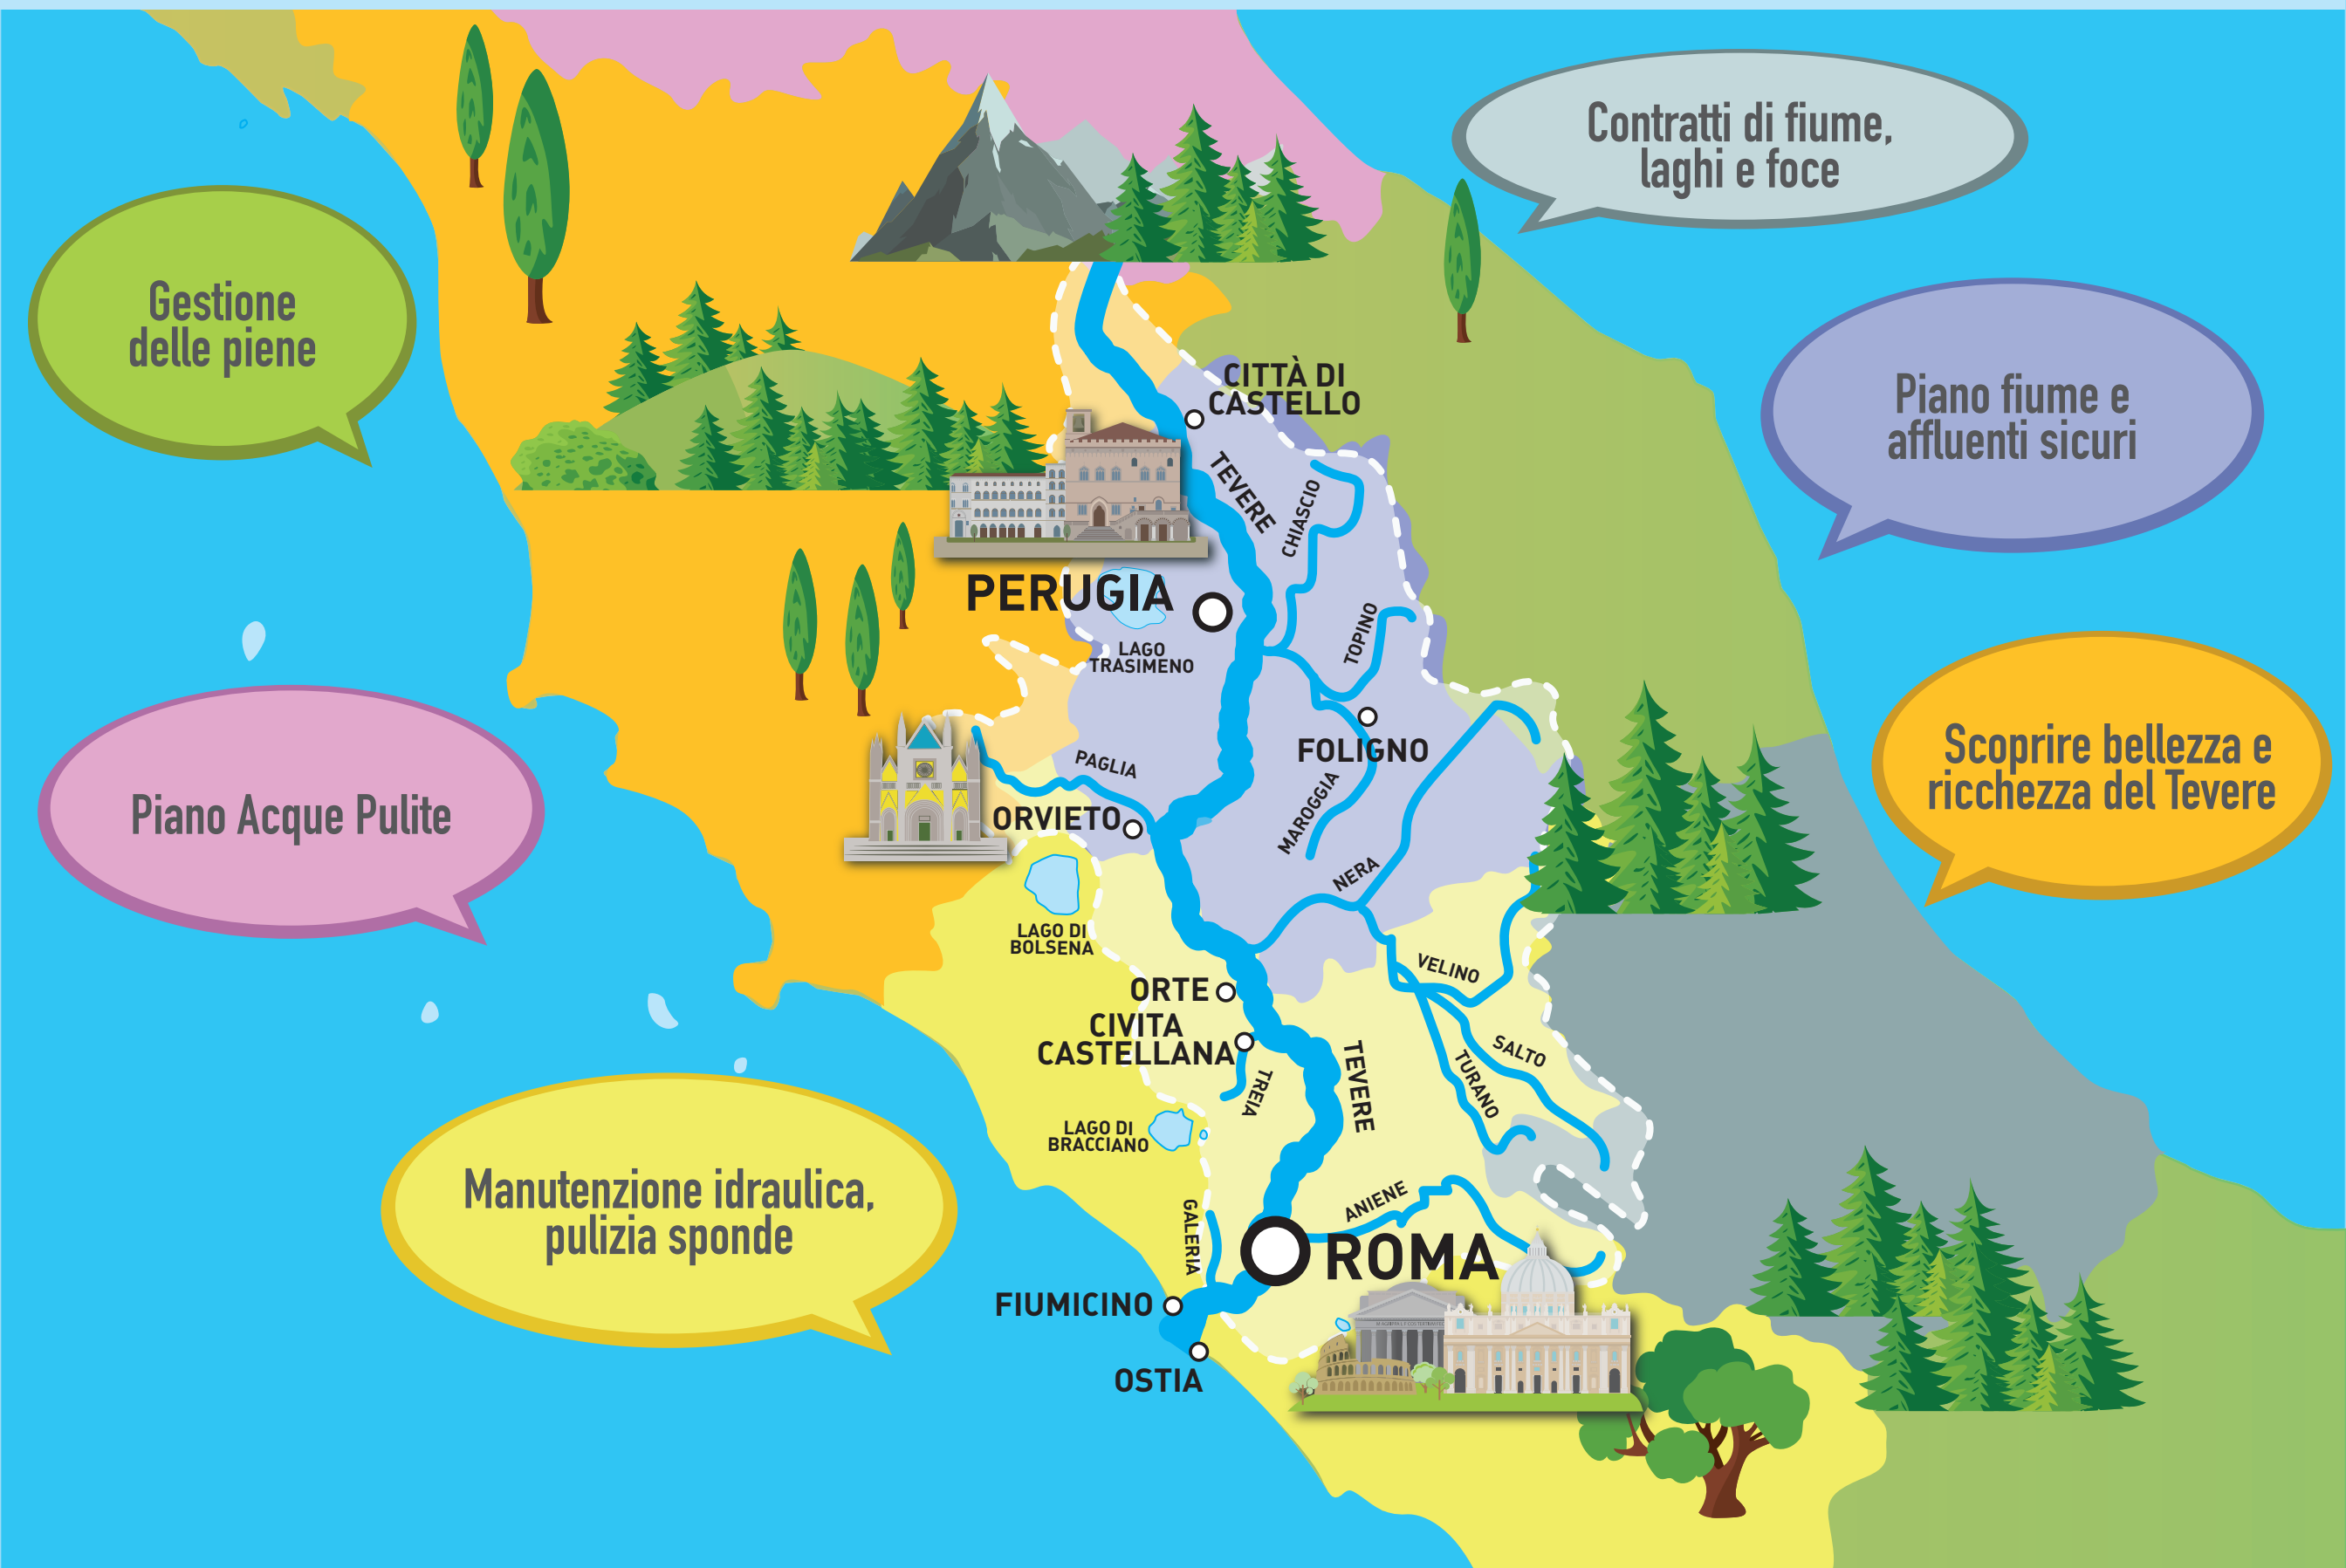 Contratti di fiume,
laghi e foce
Gestione
delle piene
Piano fiume e
affluenti sicuri
CITTÀ DI
CASTELLO
TEVERE
CHIASCIO
PERUGIA
TOPINO
LAGO
TRASIMENO
Scoprire bellezza e
ricchezza del Tevere
FOLIGNO
PAGLIA
Piano Acque Pulite
ORVIETO
MAROGGIA
NERA
LAGO DI
BOLSENA
VELINO
ORTE
CIVITA
CASTELLANA
SALTO
TURANO
TREIA
TEVERE
LAGO DI
BRACCIANO
Manutenzione idraulica,
pulizia sponde
ANIENE
GALERIA
ROMA
FIUMICINO
OSTIA